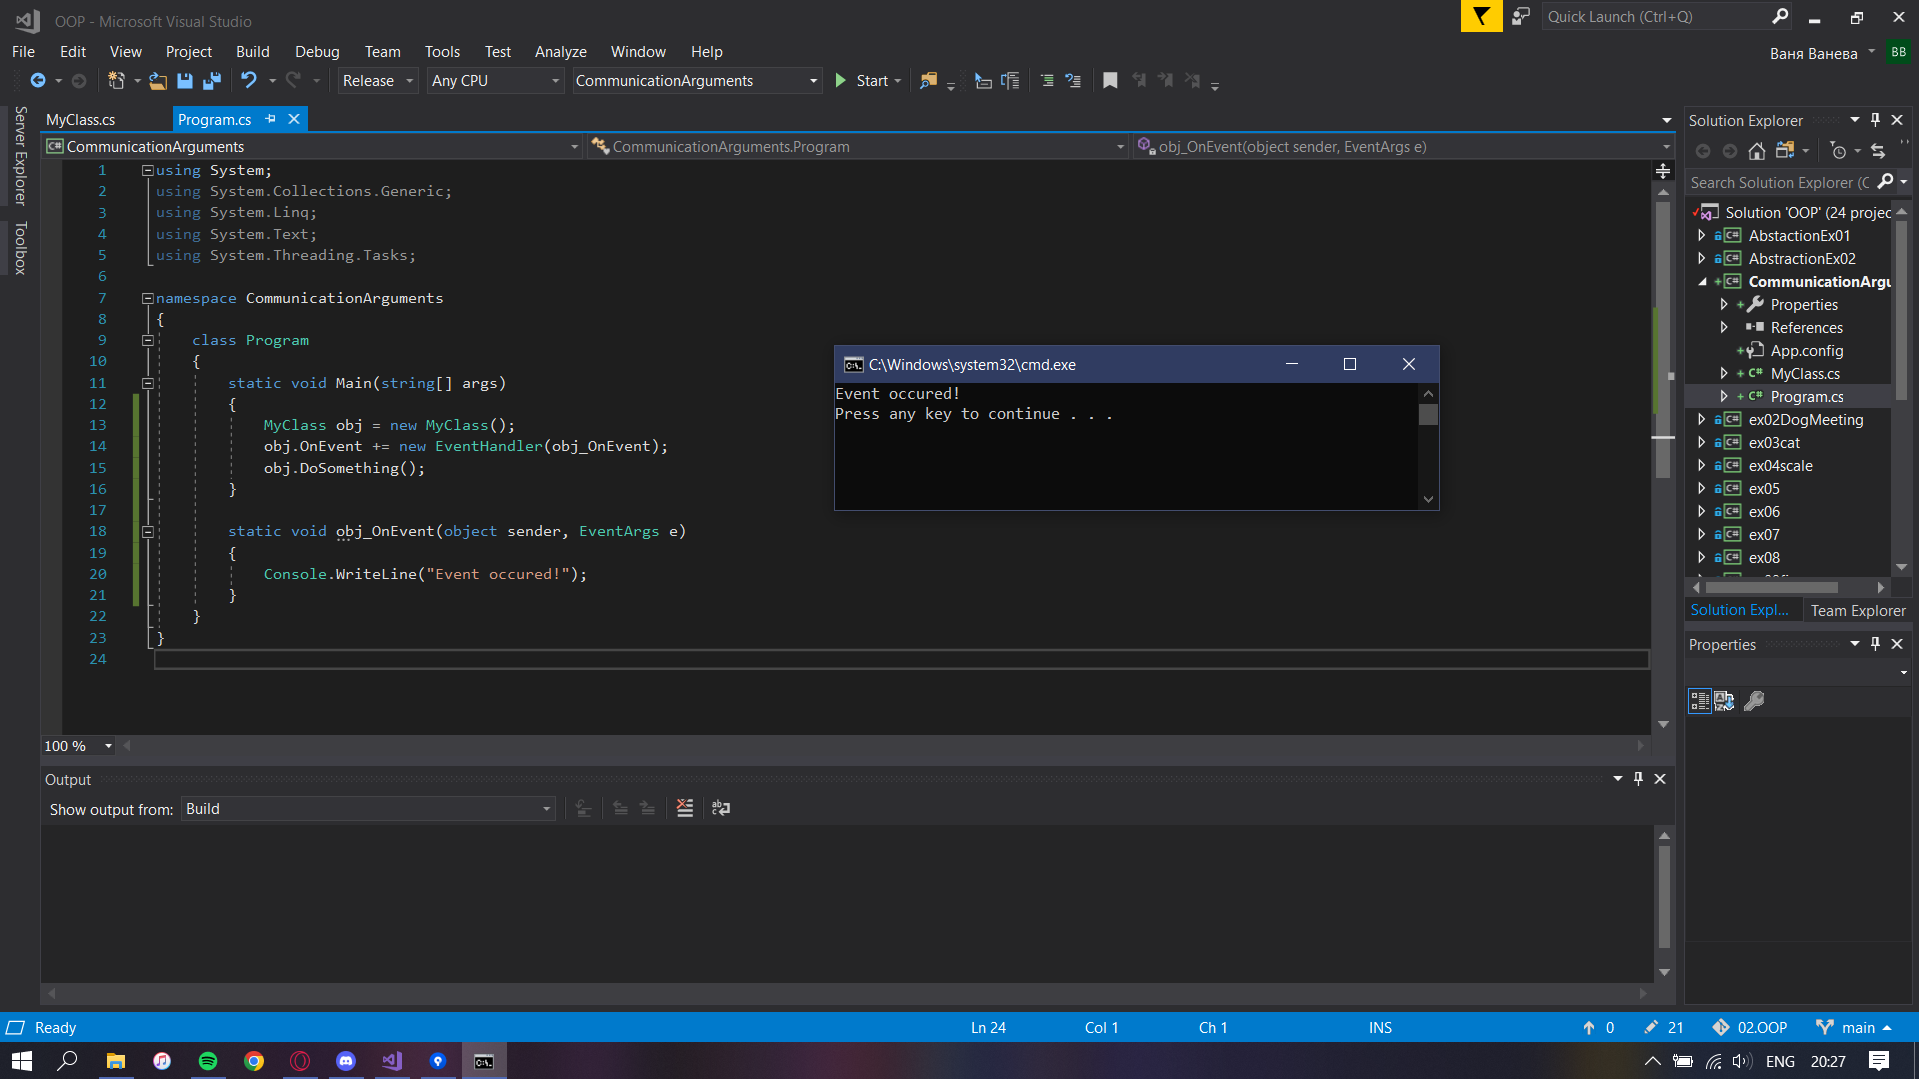 OOP - Microsoft Visual Studio
Quick Launch (Ctrl+Q)
File Edit View Project Build Debug Team Tools Test Analyze Window Help
Ваня Ванева BB
Release Any CPU CommunicationArguments Start
Server Explorer
Toolbox
MyClass.cs Program.cs
CommunicationArguments CommunicationArguments.Program obj_OnEvent(object sender, EventArgs e)
1 using System;
2 using System.Collections.Generic;
3 using System.Linq;
4 using System.Text;
5 using System.Threading.Tasks;
6
7 namespace CommunicationArguments
8 {
9 class Program
10 {
11 static void Main(string[] args)
12 {
13 MyClass obj = new MyClass();
14 obj.OnEvent += new EventHandler(obj_OnEvent);
15 obj.DoSomething();
16 }
17
18 static void obj_OnEvent(object sender, EventArgs e)
19 {
20 Console.WriteLine("Event occured!");
21 }
22 }
23 }
24
100 %
C:\Windows\system32\cmd.exe
Event occured!
Press any key to continue . . .
Output
Show output from: Build
Solution Explorer
Search Solution Explorer (C
Solution 'OOP' (24 projec
AbstactionEx01
AbstractionEx02
CommunicationArgu
Properties
References
App.config
MyClass.cs
Program.cs
ex02DogMeeting
ex03cat
ex04scale
ex05
ex06
ex07
ex08
Solution Expl... Team Explorer
Properties
Ready Ln 24 Col 1 Ch 1 INS 0 21 02.OOP main
ENG 20:27